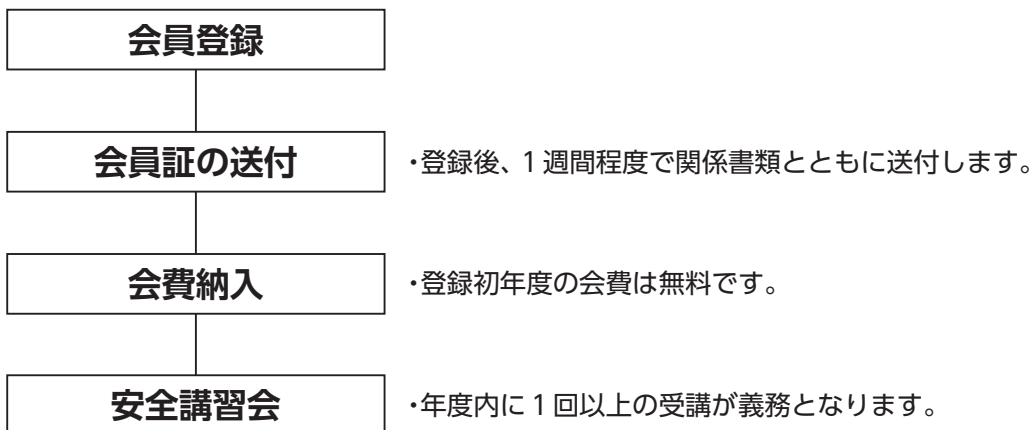 会員登録
会員証の送付
・登録後、1週間程度で関係書類とともに送付します。
会費納入
・登録初年度の会費は無料です。
安全講習会
・年度内に1回以上の受講が義務となります。